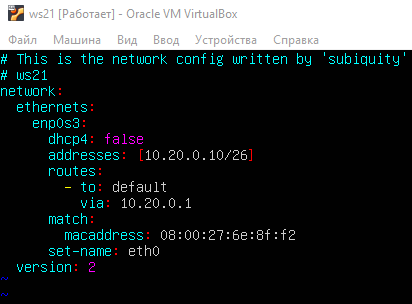 ws21 [Работает] - Oracle VM VirtualBox
Файл Машина Вид Ввод Устройства Справка
# This is the network config written by 'subiquity'
# ws21
network:
  ethernets:
    enp0s3:
      dhcp4: false
      addresses: [10.20.0.10/26]
      routes:
        - to: default
          via: 10.20.0.1
      match:
        macaddress: 08:00:27:6e:8f:f2
      set-name: eth0
  version: 2
~
~